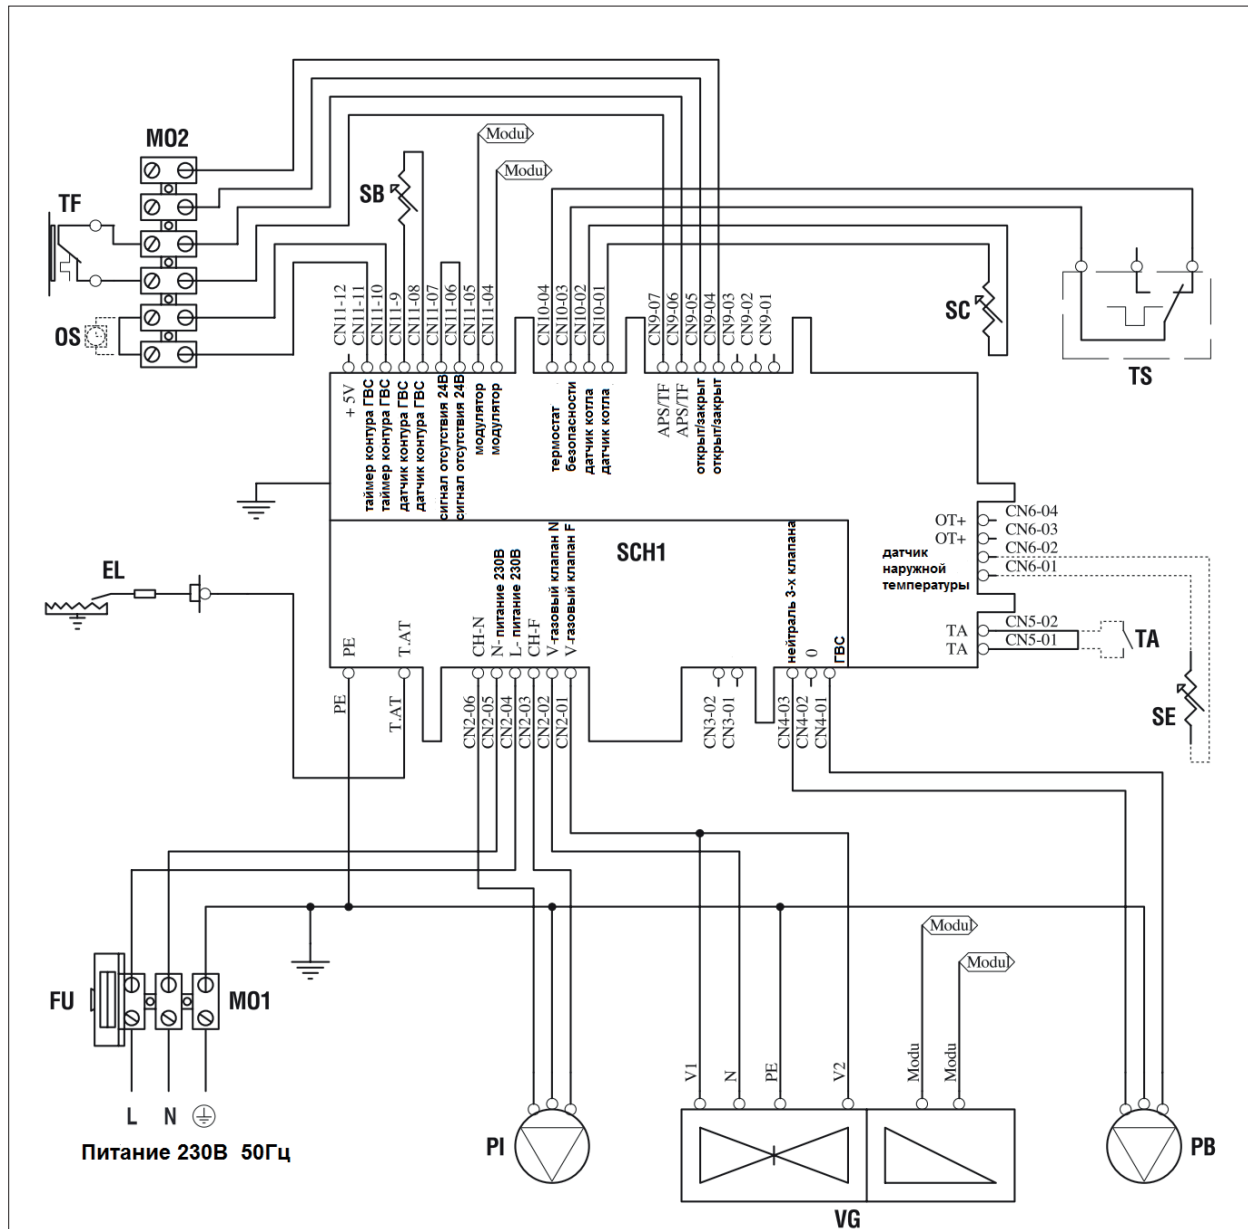 MO2
TF
OS
SB
Modul
Modul
SC
TS
CN11-12
CN11-11
CN11-10
CN11-9
CN11-08
CN11-07
CN11-06
CN11-05
CN11-04
CN10-04
CN10-03
CN10-02
CN10-01
CN9-07
CN9-06
CN9-05
CN9-04
CN9-03
CN9-02
CN9-01
+ 5V
таймер контура ГВС
таймер контура ГВС
датчик контура ГВС
датчик контура ГВС
сигнал отсутствия 24В
сигнал отсутствия 24В
модулятор
модулятор
термостат
безопасности
датчик котла
датчик котла
APS/TF
APS/TF
открыт/закрыт
открыт/закрыт
SCH1
OT+
OT+
датчик
наружной
температуры
TA
TA
CN6-04
CN6-03
CN6-02
CN6-01
CN5-02
CN5-01
TA
SE
EL
PE
T.AT
CH-N
N- питание 230В
L- питание 230В
CH-F
V-газовый клапан N
V-газовый клапан F
нейтраль 3-х клапана
0
ГВС
PE
T.AT
CN2-06
CN2-05
CN2-04
CN2-03
CN2-02
CN2-01
CN3-02
CN3-01
CN4-03
CN4-02
CN4-01
FU
MO1
L
N
Питание 230В 50Гц
PI
V1
N
PE
V2
Modul
Modul
Modu
Modu
VG
PB